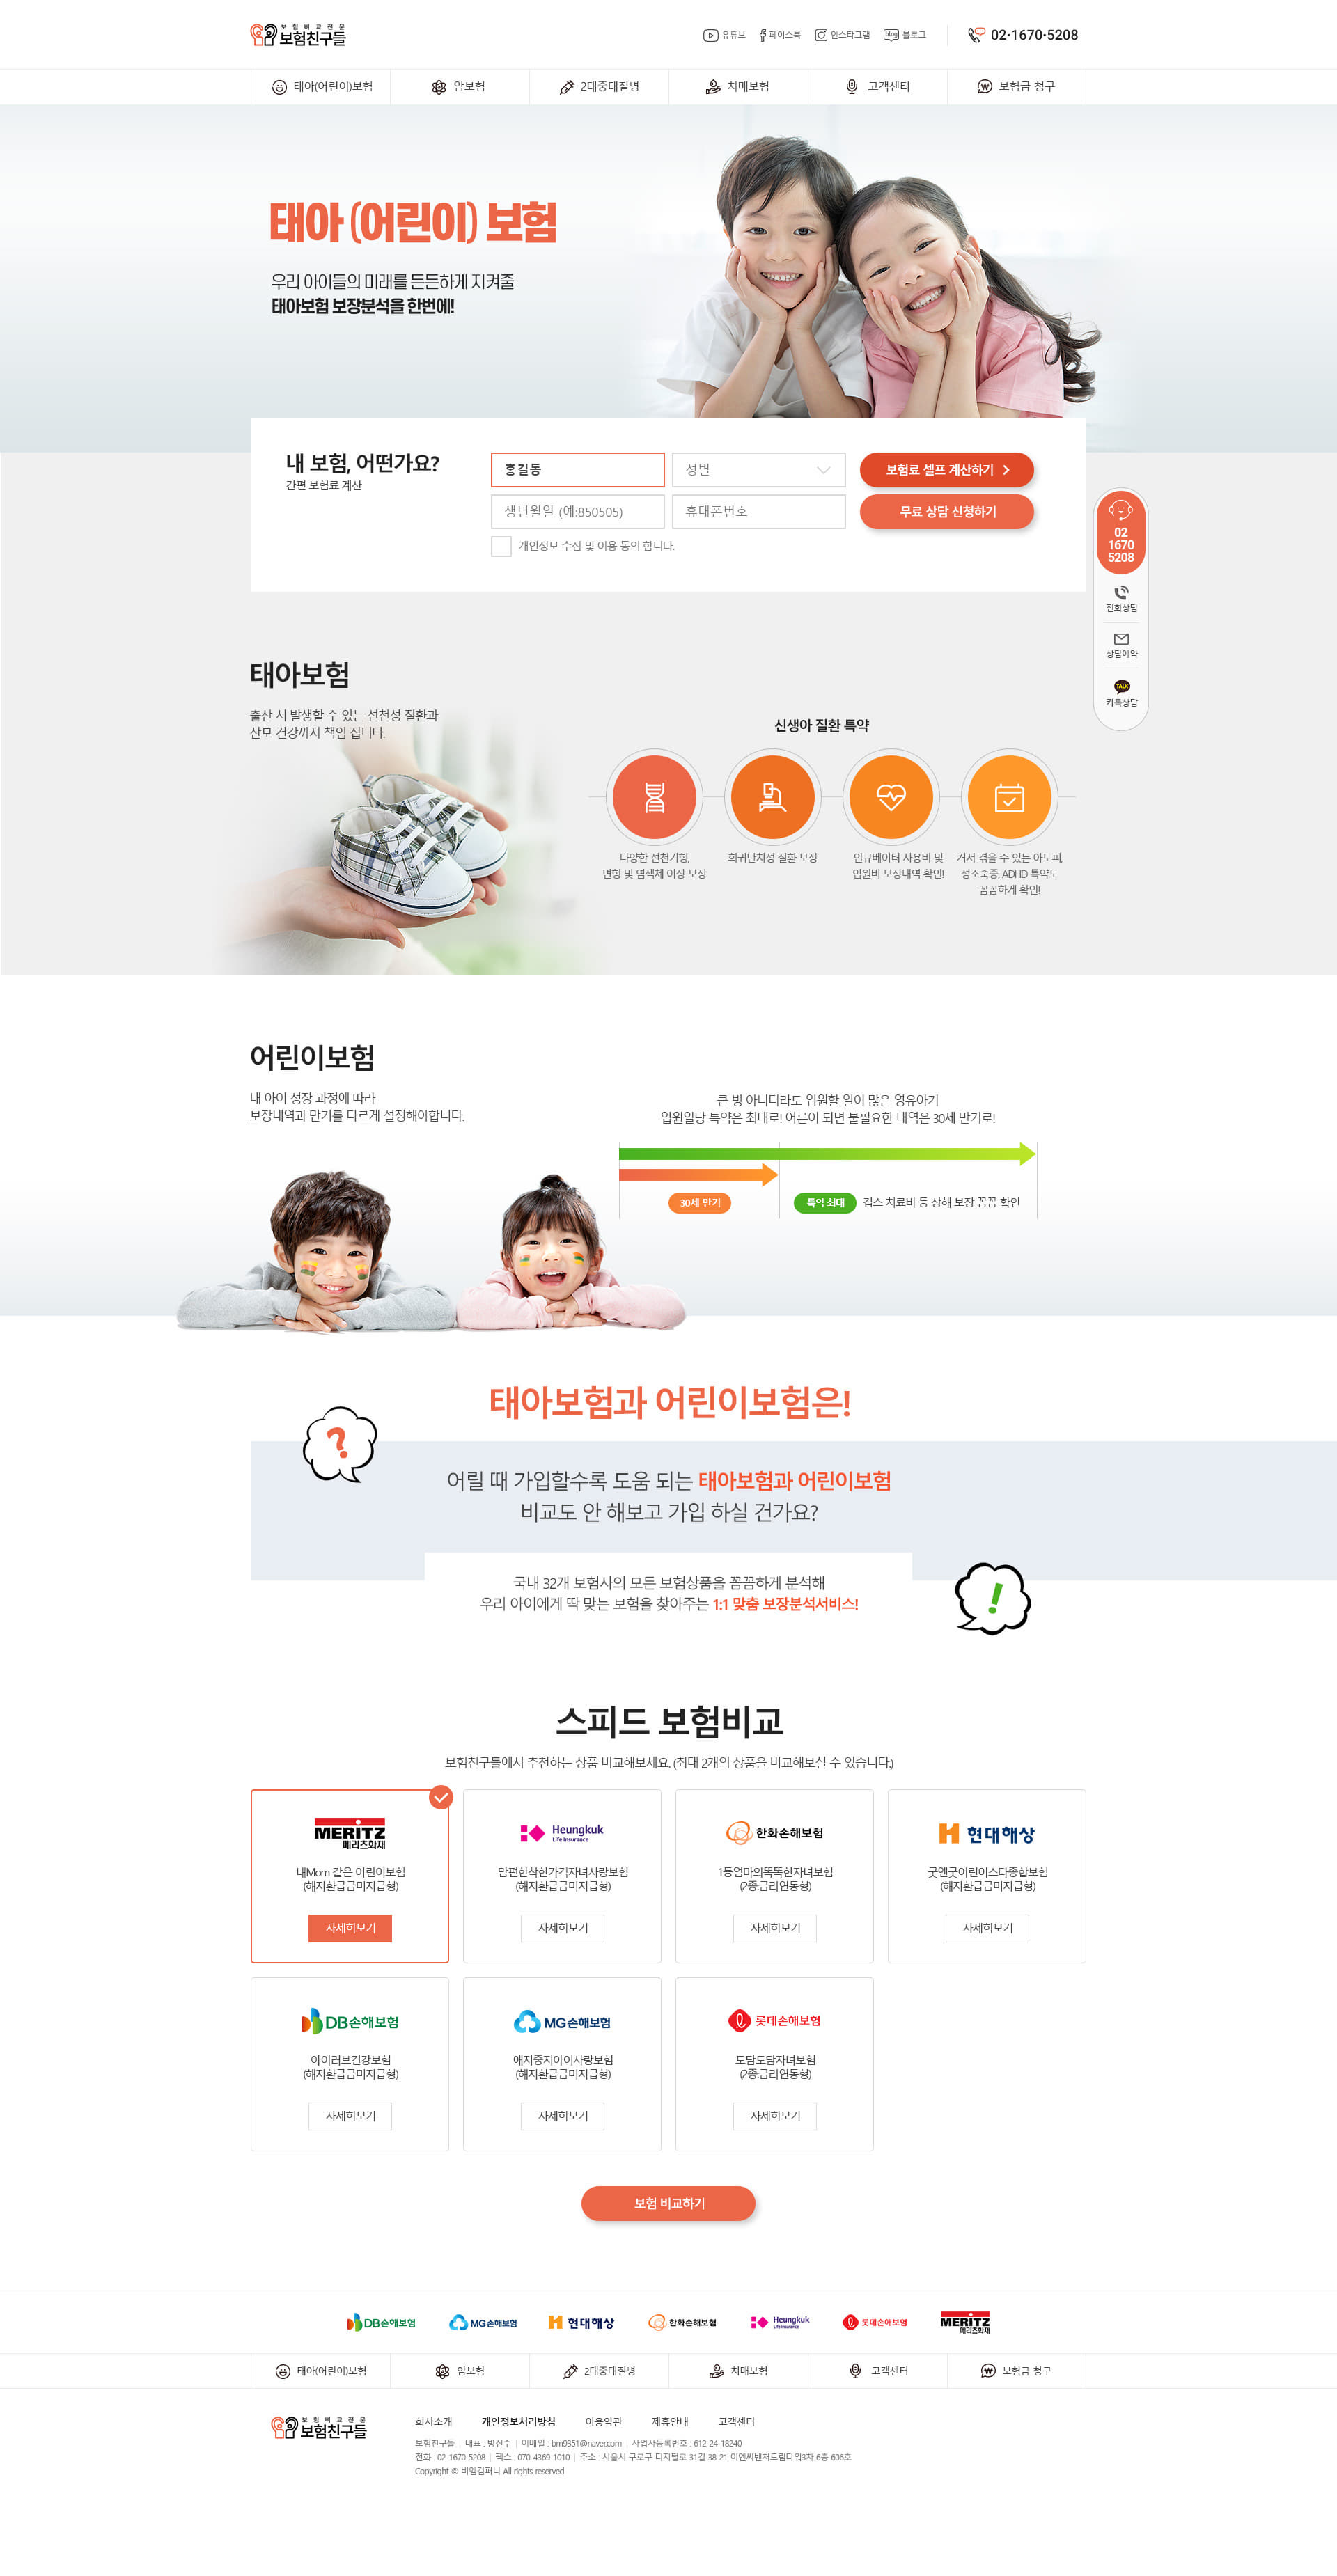 보험비교전문
보험친구들
유튜브
페이스북
인스타그램
blog 블로그
02·1670·5208
태아(어린이)보험
암보험
2대중대질병
치매보험
고객센터
보험금 청구
태아 (어린이) 보험
우리 아이들의 미래를 든든하게 지켜줄
태아보험 보장분석을 한번에!
내 보험, 어떤가요?
간편 보험료 계산
홍길동
성별
보험료 셀프 계산하기
생년월일 (예:850505)
휴대폰번호
무료 상담 신청하기
개인정보 수집 및 이용 동의 합니다.
02
1670
5208
전화상담
상담예약
TALK
카톡상담
태아보험
출산 시 발생할 수 있는 선천성 질환과
산모 건강까지 책임 집니다.
신생아 질환 특약
다양한 선천기형,
변형 및 염색체 이상 보장
희귀난치성 질환 보장
인큐베이터 사용비 및
입원비 보장내역 확인!
커서 겪을 수 있는 아토피,
성조숙증, ADHD 특약도
꼼꼼하게 확인!
어린이보험
내 아이 성장 과정에 따라
보장내역과 만기를 다르게 설정해야합니다.
큰 병 아니더라도 입원할 일이 많은 영유아기
입원일당 특약은 최대로! 어른이 되면 불필요한 내역은 30세 만기로!
30세 만기
특약 최대
깁스 치료비 등 상해 보장 꼼꼼 확인
태아보험과 어린이보험은!
?
어릴 때 가입할수록 도움 되는 태아보험과 어린이보험
비교도 안 해보고 가입 하실 건가요?
국내 32개 보험사의 모든 보험상품을 꼼꼼하게 분석해
우리 아이에게 딱 맞는 보험을 찾아주는 1:1 맞춤 보장분석서비스!
!
스피드 보험비교
보험친구들에서 추천하는 상품 비교해보세요. (최대 2개의 상품을 비교해보실 수 있습니다.)
MERITZ
메리츠화재
내Mom 같은 어린이보험
(해지환급금미지급형)
자세히보기
Heungkuk
Life Insurance
맘편한착한가격자녀사랑보험
(해지환급금미지급형)
자세히보기
한화손해보험
1등엄마의똑똑한자녀보험
(2종:금리연동형)
자세히보기
현대해상
굿앤굿어린이스타종합보험
(해지환급금미지급형)
자세히보기
DB손해보험
아이러브건강보험
(해지환급금미지급형)
자세히보기
MG손해보험
애지중지아이사랑보험
(해지환급금미지급형)
자세히보기
롯데손해보험
도담도담자녀보험
(2종:금리연동형)
자세히보기
보험 비교하기
DB손해보험
MG손해보험
현대해상
한화손해보험
Heungkuk
Life Insurance
롯데손해보험
MERITZ
메리츠화재
태아(어린이)보험
암보험
2대중대질병
치매보험
고객센터
보험금 청구
보험비교전문
보험친구들
회사소개
개인정보처리방침
이용약관
제휴안내
고객센터
보험친구들 | 대표 : 방진수 | 이메일 : bm9351@naver.com | 사업자등록번호 : 612-24-18240
전화 : 02-1670-5208 | 팩스 : 070-4369-1010 | 주소 : 서울시 구로구 디지털로 31길 38-21 이앤씨벤처드림타워3차 6층 606호
Copyright © 비엠컴퍼니 All rights reserved.